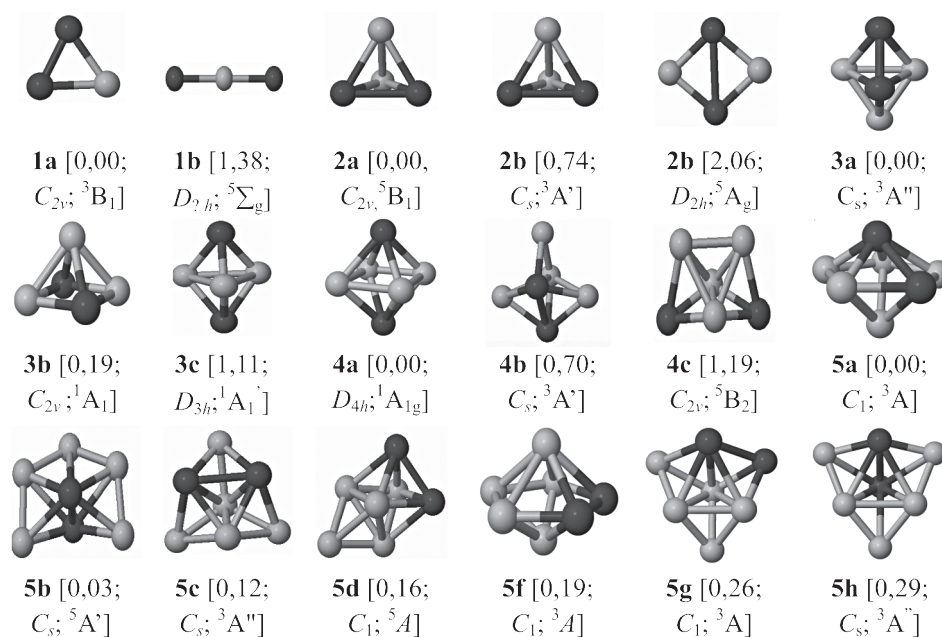 1a [0,00; 1b [1,38; 2a [0,00, 2b [0,74; 2b [2,06; 3a [0,00;
C2v; ³B1] D? h; ⁵Σg] C2v, ⁵B1] Cs; ³A'] D2h; ⁵Ag] Cs; ³A"]
3b [0,19; 3c [1,11; 4a [0,00; 4b [0,70; 4c [1,19; 5a [0,00;
C2v; ¹A1] D3h; ¹A1'] D4h; ¹A1g] Cs; ³A'] C2v; ⁵B2] C1; ³A]
5b [0,03; 5c [0,12; 5d [0,16; 5f [0,19; 5g [0,26; 5h [0,29;
Cs; ⁵A'] Cs; ³A"] C1; ⁵A] C1; ³A] C1; ³A] Cs; ³A"]